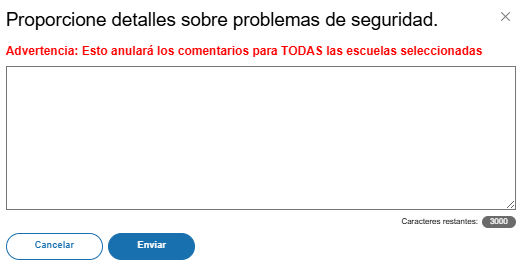 Proporcione detalles sobre problemas de seguridad.
Advertencia: Esto anulará los comentarios para TODAS las escuelas seleccionadas
Caracteres restantes: 3000
Cancelar Enviar